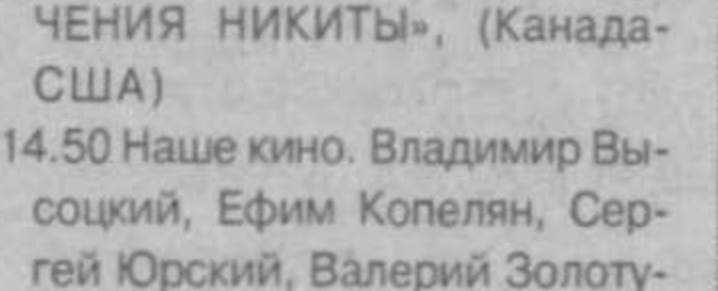 ЧЕНИЯ НИКИТЫ», (Канада-
США)
14.50 Наше кино. Владимир Вы-
соцкий, Ефим Копелян, Сер-
гей Юрский, Валерий Золоту-